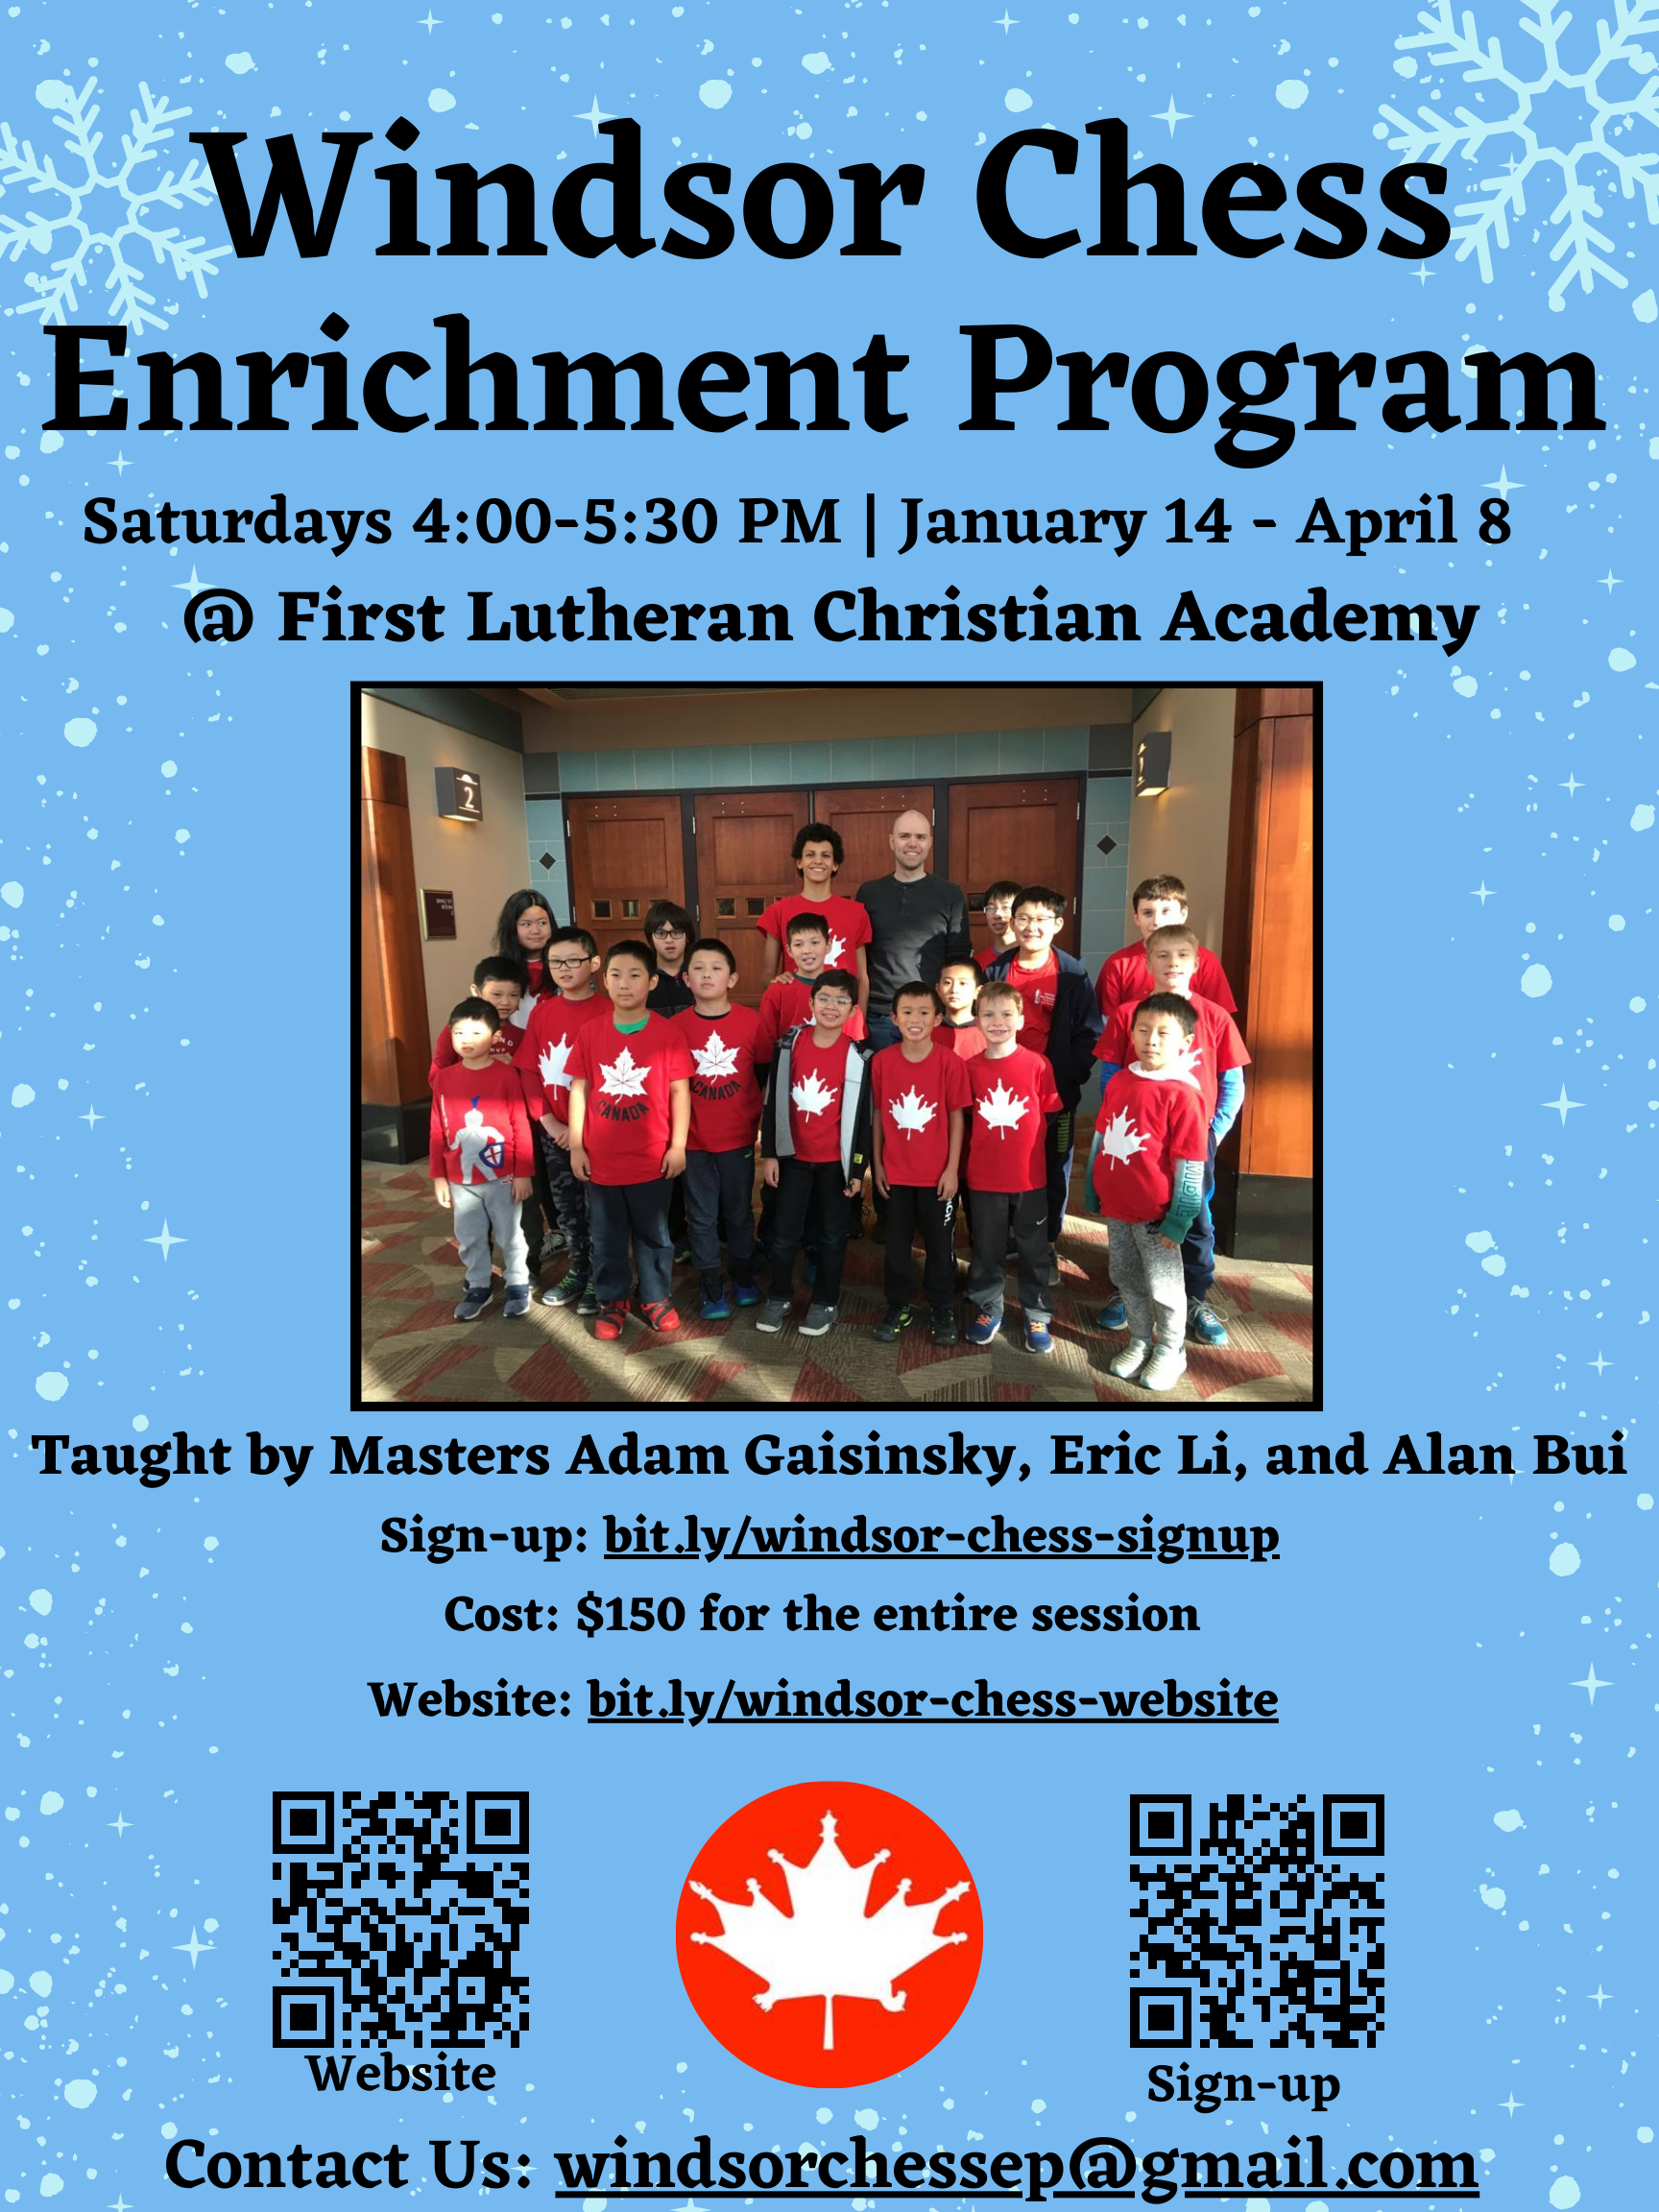 Windsor Chess
Enrichment Program
Saturdays 4:00-5:30 PM | January 14 - April 8
@ First Lutheran Christian Academy
2
CANADA
CANADA
Taught by Masters Adam Gaisinsky, Eric Li, and Alan Bui
Sign-up: bit.ly/windsor-chess-signup
Cost: $150 for the entire session
Website: bit.ly/windsor-chess-website
Website
Sign-up
Contact Us: windsorchessep@gmail.com